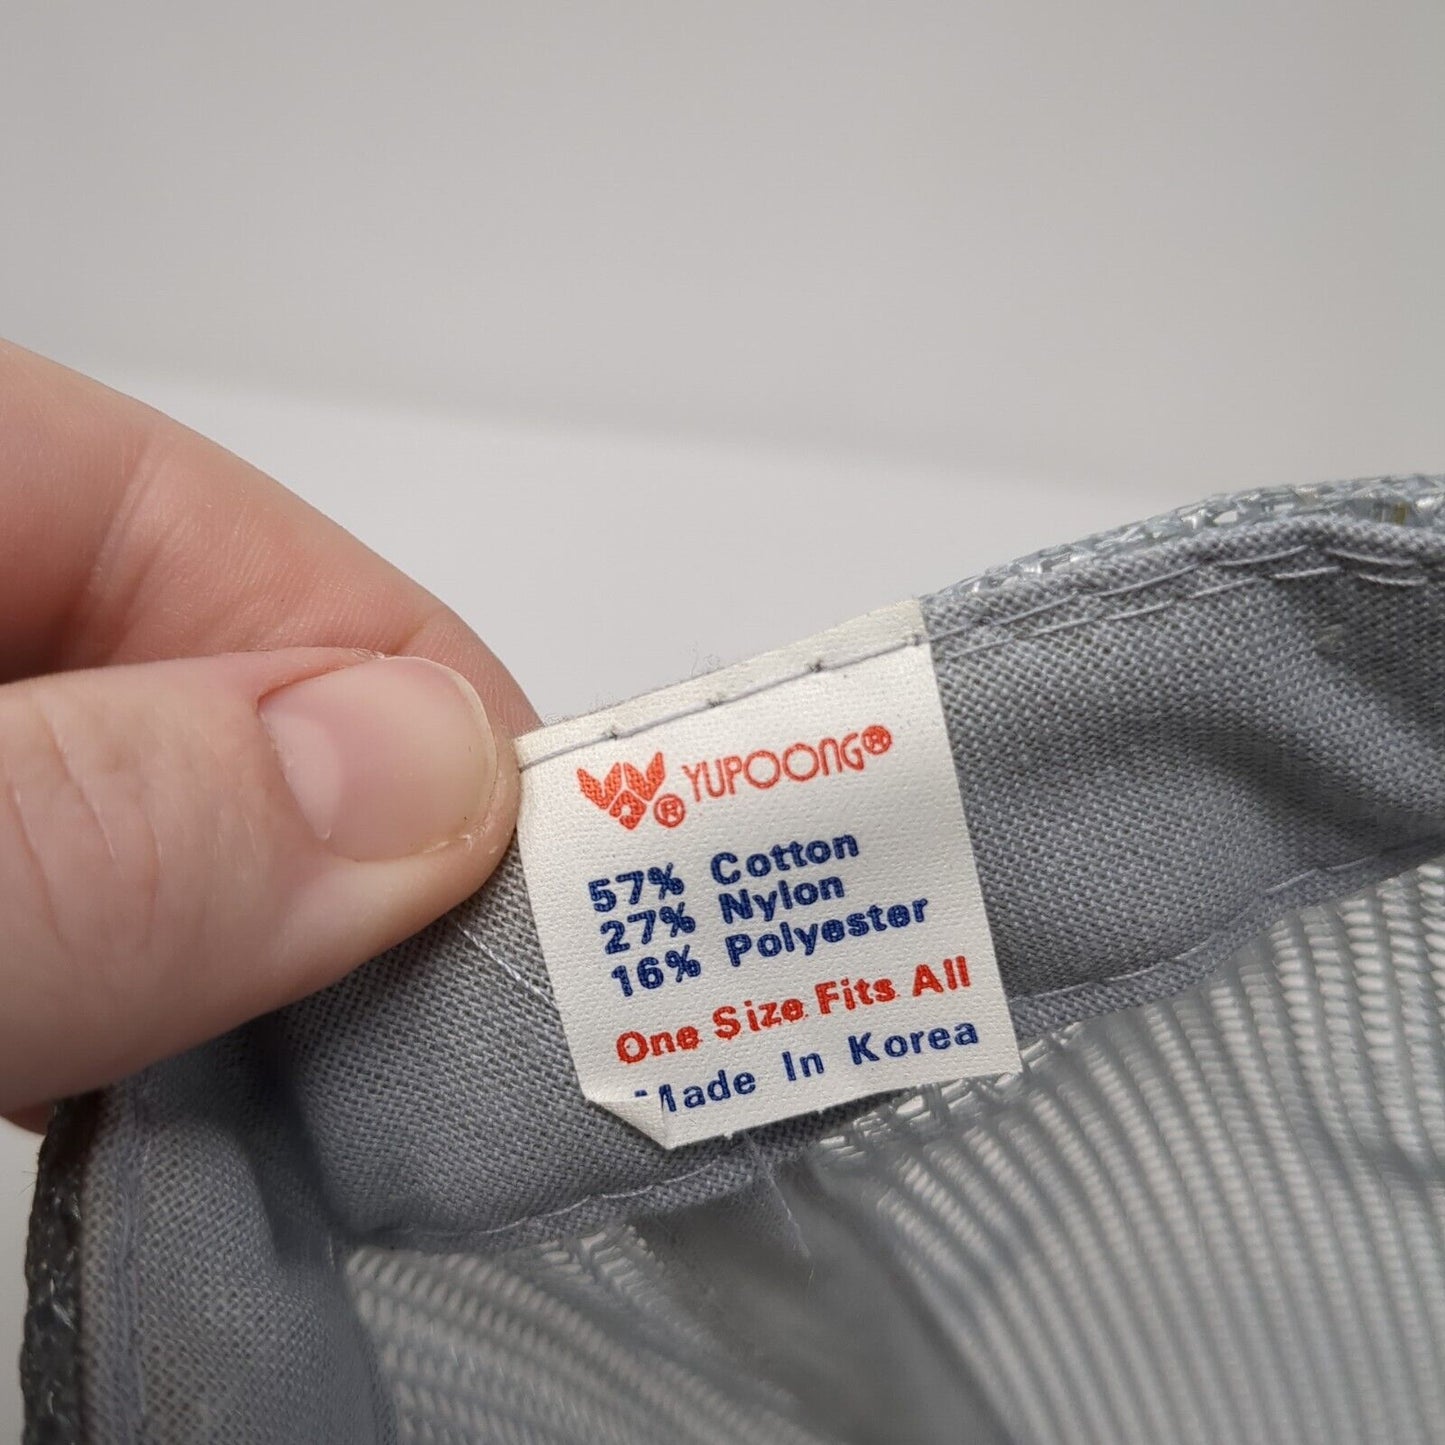 ® YUPOONG®
57% Cotton
27% Nylon
16% Polyester
One Size Fits All
Made In Korea